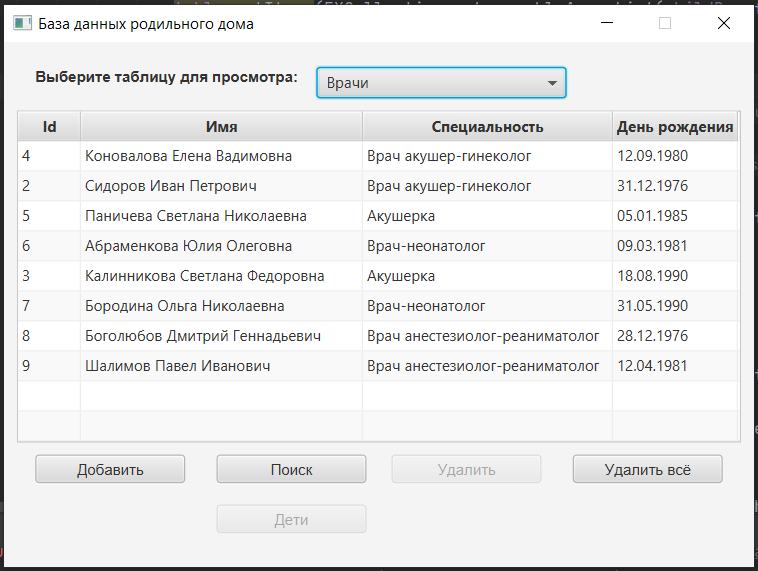 База данных родильного дома
Выберите таблицу для просмотра: Врачи
Id Имя Специальность День рождения
4 Коновалова Елена Вадимовна Врач акушер-гинеколог 12.09.1980
2 Сидоров Иван Петрович Врач акушер-гинеколог 31.12.1976
5 Паничева Светлана Николаевна Акушерка 05.01.1985
6 Абраменкова Юлия Олеговна Врач-неонатолог 09.03.1981
3 Калинникова Светлана Федоровна Акушерка 18.08.1990
7 Бородина Ольга Николаевна Врач-неонатолог 31.05.1990
8 Боголюбов Дмитрий Геннадьевич Врач анестезиолог-реаниматолог 28.12.1976
9 Шалимов Павел Иванович Врач анестезиолог-реаниматолог 12.04.1981
Добавить Поиск Удалить Удалить всё
Дети